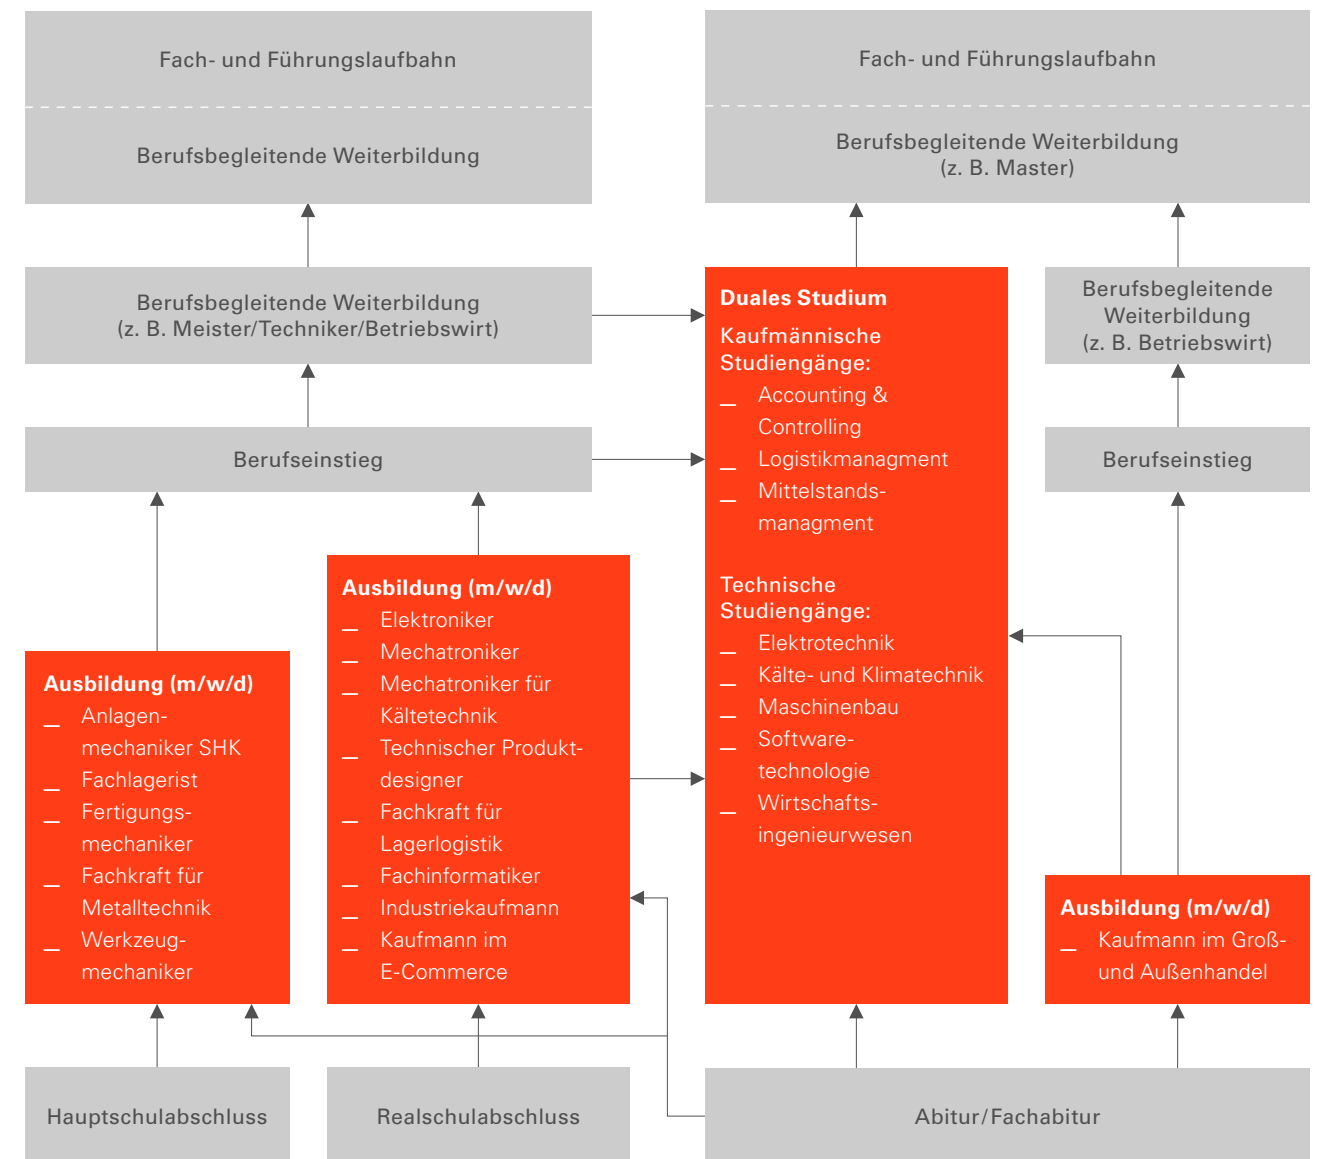 Fach- und Führungslaufbahn
Berufsbegleitende Weiterbildung
Fach- und Führungslaufbahn
Berufsbegleitende Weiterbildung
(z. B. Master)
Berufsbegleitende Weiterbildung
(z. B. Meister/Techniker/Betriebswirt)
Duales Studium
Kaufmännische
Studiengänge:
_ Accounting &
Controlling
_ Logistikmanagment
_ Mittelstands-
managment
Technische
Studiengänge:
_ Elektrotechnik
_ Kälte- und Klimatechnik
_ Maschinenbau
_ Software-
technologie
_ Wirtschafts-
ingenieurwesen
Berufsbegleitende
Weiterbildung
(z. B. Betriebswirt)
Berufseinstieg
Berufseinstieg
Ausbildung (m/w/d)
_ Anlagen-
mechaniker SHK
_ Fachlagerist
_ Fertigungs-
mechaniker
_ Fachkraft für
Metalltechnik
_ Werkzeug-
mechaniker
Ausbildung (m/w/d)
_ Elektroniker
_ Mechatroniker
_ Mechatroniker für
Kältetechnik
_ Technischer Produkt-
designer
_ Fachkraft für
Lagerlogistik
_ Fachinformatiker
_ Industriekaufmann
_ Kaufmann im
E-Commerce
Ausbildung (m/w/d)
_ Kaufmann im Groß-
und Außenhandel
Hauptschulabschluss
Realschulabschluss
Abitur/Fachabitur